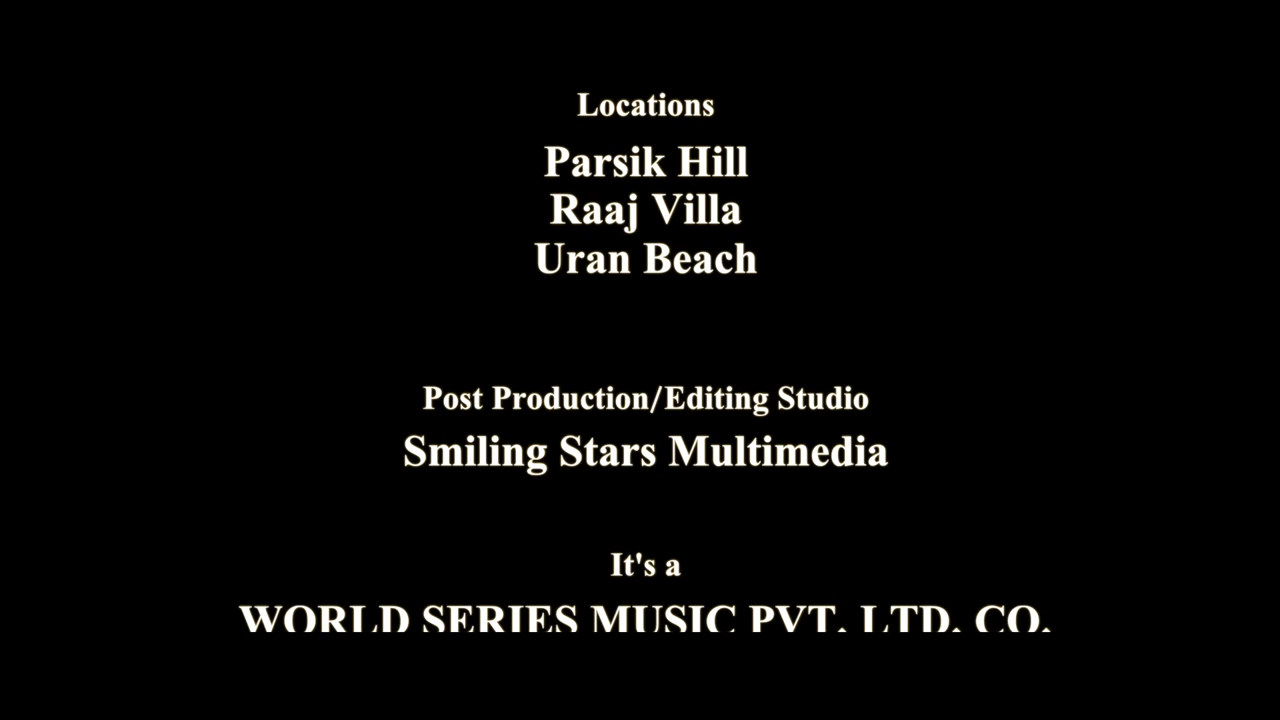 Locations
Parsik Hill
Raaj Villa
Uran Beach
Post Production/Editing Studio
Smiling Stars Multimedia
It's a
WORLD SERIES MUSIC PVT. LTD. CO.